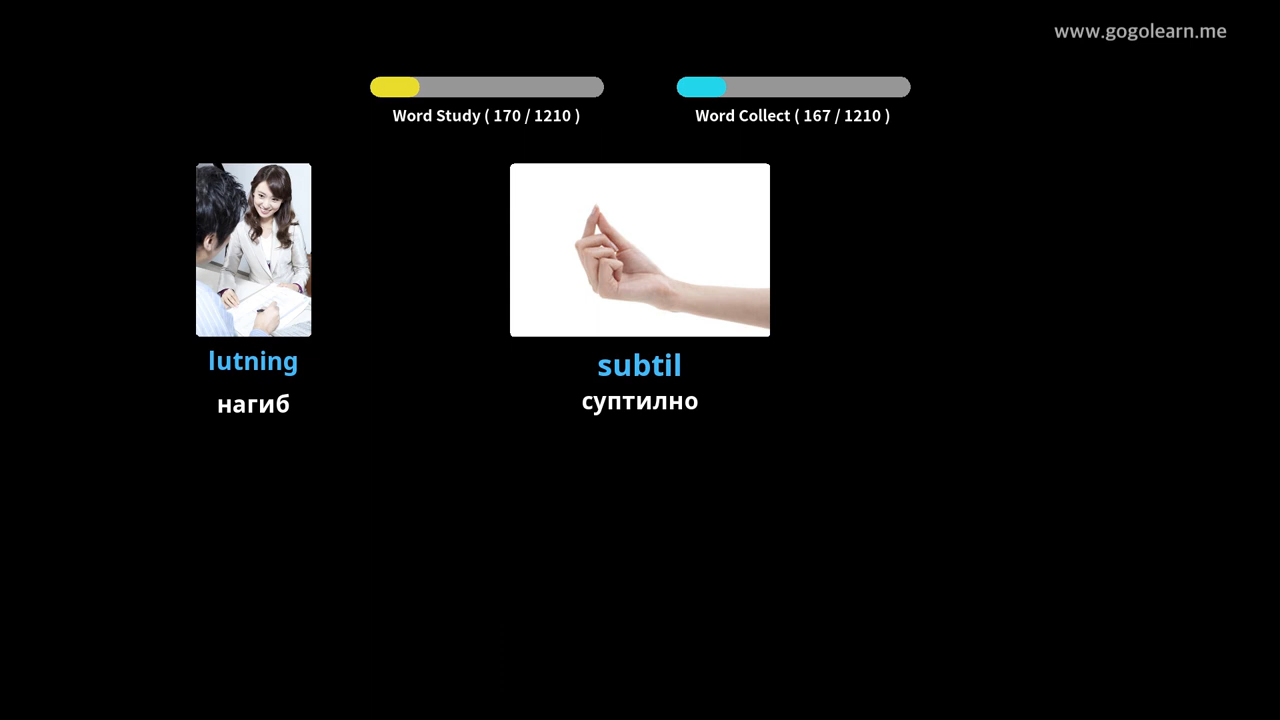 www.gogolearn.me
Word Study ( 170 / 1210 )
Word Collect ( 167 / 1210 )
lutning
нагиб
subtil
суптилно